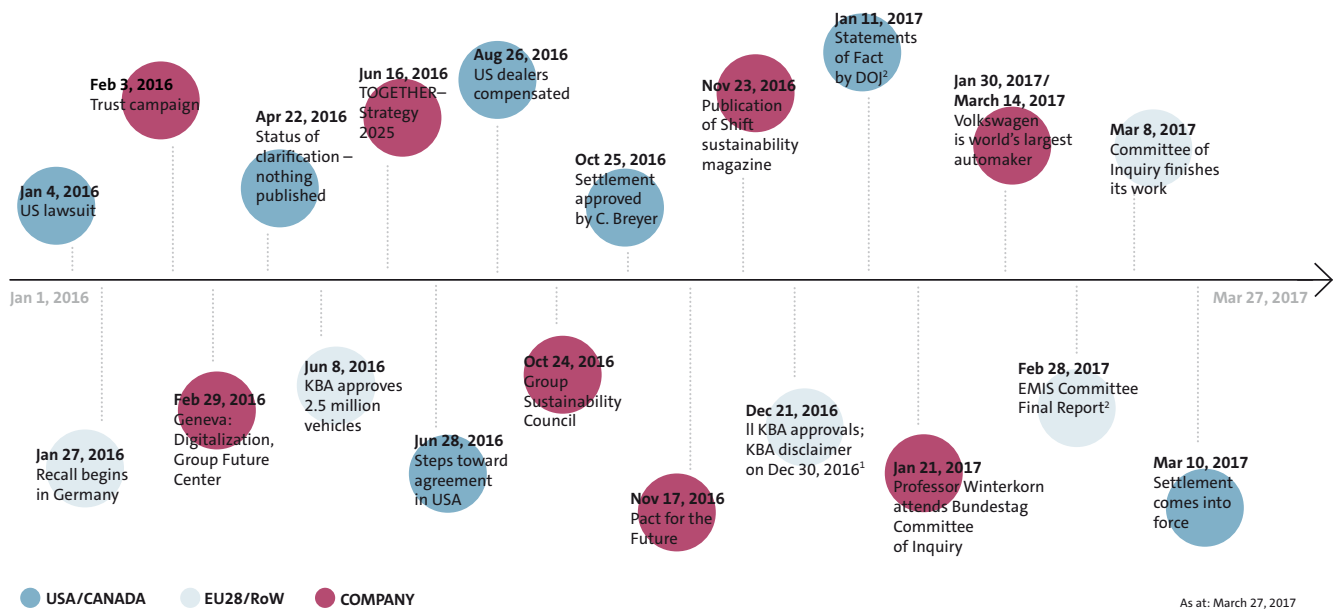 Jan 11, 2017
Statements
of Fact
by DOJ²
Aug 26, 2016
US dealers
compensated
Jun 16, 2016
TOGETHER–
Strategy
2025
Feb 3, 2016
Trust campaign
Nov 23, 2016
Publication
of Shift
sustainability
magazine
Jan 30, 2017/
March 14, 2017
Volkswagen
is world's largest
automaker
Apr 22, 2016
Status of
clarification –
nothing
published
Mar 8, 2017
Committee of
Inquiry finishes
its work
Oct 25, 2016
Settlement
approved
by C. Breyer
Jan 4, 2016
US lawsuit
Jan 1, 2016
Mar 27, 2017
Jun 8, 2016
KBA approves
2.5 million
vehicles
Oct 24, 2016
Group
Sustainability
Council
Feb 28, 2017
EMIS Committee
Final Report²
Feb 29, 2016
Geneva:
Digitalization,
Group Future
Center
Dec 21, 2016
ll KBA approvals;
KBA disclaimer
on Dec 30, 2016¹
Jun 28, 2016
Steps toward
agreement
in USA
Jan 27, 2016
Recall begins
in Germany
Mar 10, 2017
Settlement
comes into
force
Jan 21, 2017
Professor Winterkorn
attends Bundestag
Committee
of Inquiry
Nov 17, 2016
Pact for the
Future
USA/CANADA
EU28/RoW
COMPANY
As at: March 27, 2017